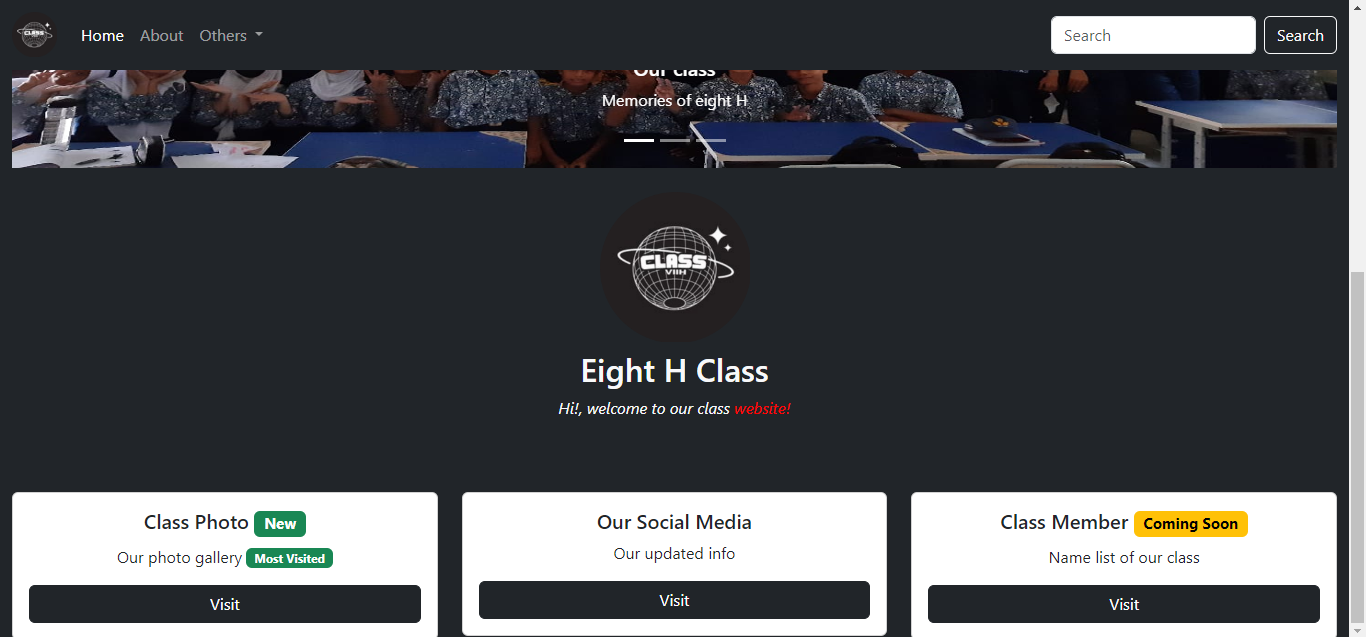 CLASS
Home About Others Search Search
Our class
Memories of eight H
CLASS
VIIH
Eight H Class
Hi!, welcome to our class website!
Class Photo New
Our photo gallery Most Visited
Visit
Our Social Media
Our updated info
Visit
Class Member Coming Soon
Name list of our class
Visit